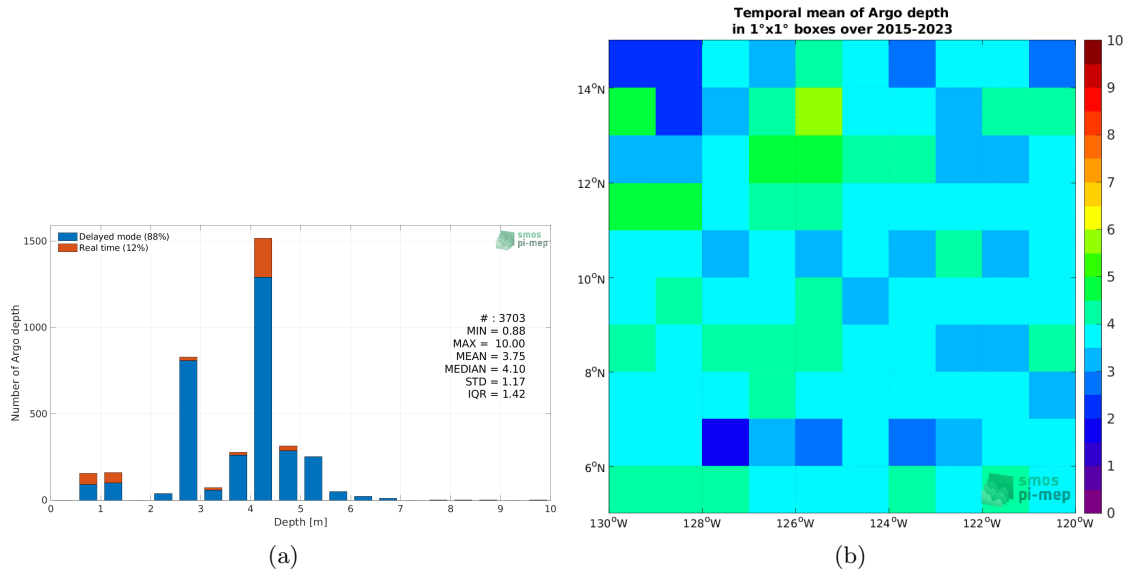 Delayed mode (88%)
Real time (12%)
smos
pi-mep
Number of Argo depth
1500
1000
500
0
# : 3703
MIN = 0.88
MAX = 10.00
MEAN = 3.75
MEDIAN = 4.10
STD = 1.17
IQR = 1.42
0 1 2 3 4 5 6 7 8 9 10
Depth [m]
(a)
Temporal mean of Argo depth
in 1°x1° boxes over 2015-2023
14°N
12°N
10°N
8°N
6°N
130°W 128°W 126°W 124°W 122°W 120°W
smos
pi-mep
10
9
8
7
6
5
4
3
2
1
0
(b)